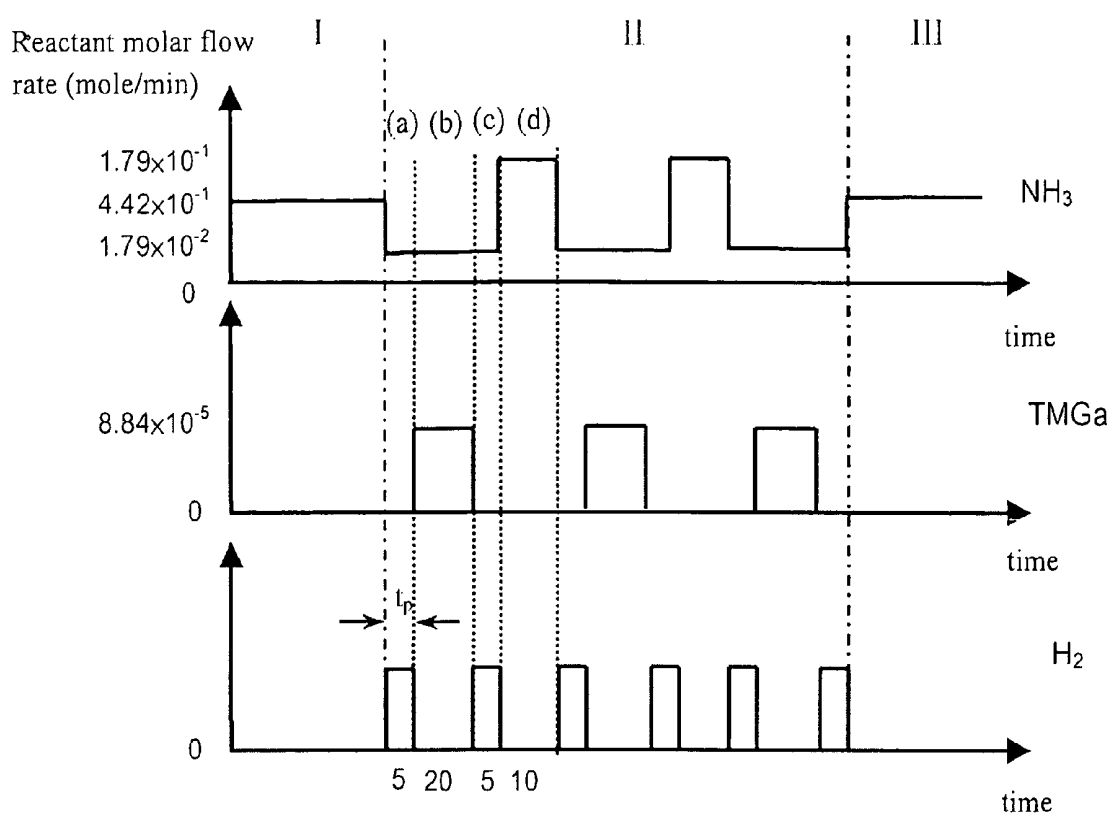 I II III
Reactant molar flow
rate (mole/min)
(a) (b) (c) (d)
1.79x10⁻¹
4.42x10⁻¹
1.79x10⁻²
0
NH₃
time
8.84x10⁻⁵
0
TMGa
time
tₚ
H₂
0
5 20 5 10
time